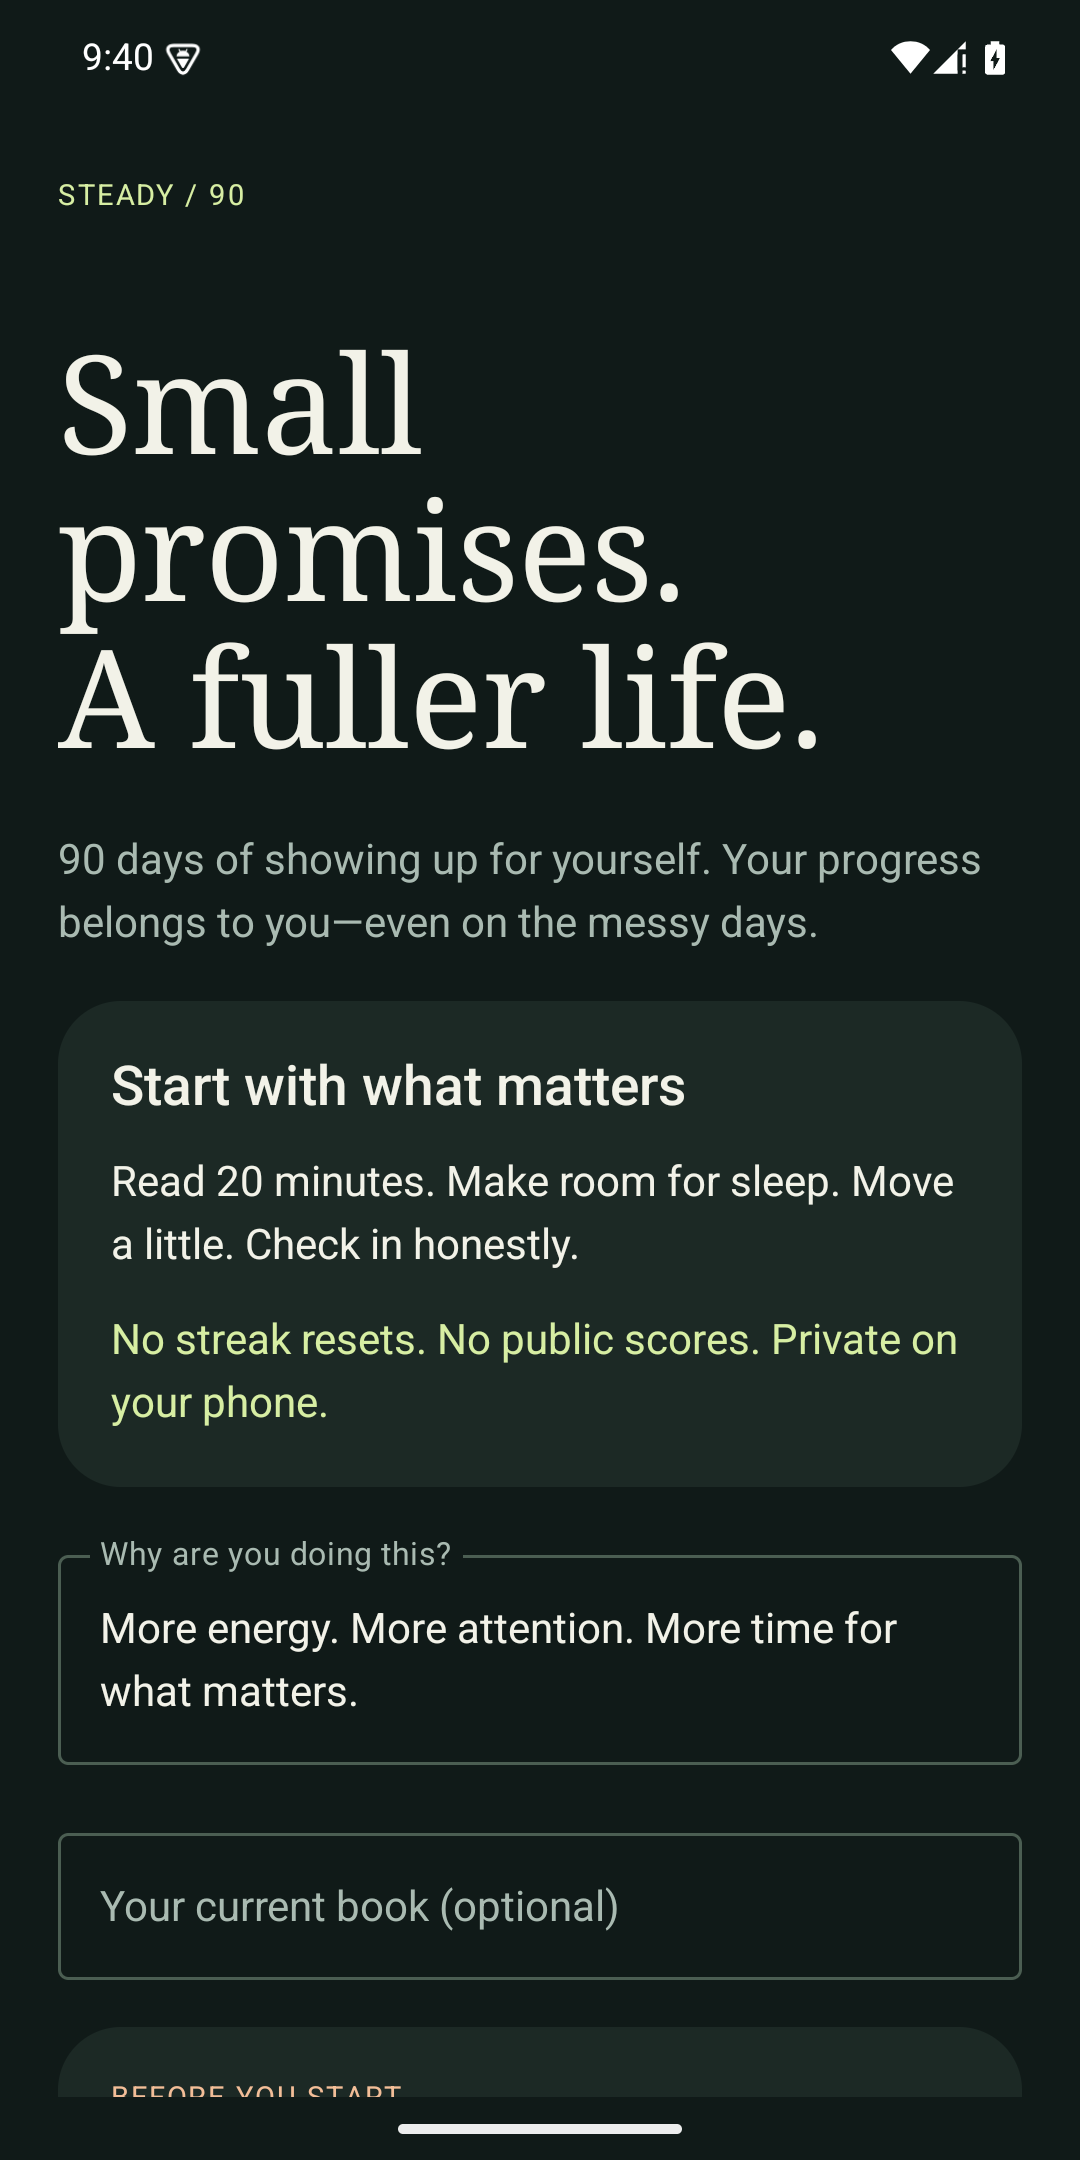 9:40
STEADY / 90
Small
promises.
A fuller life.
90 days of showing up for yourself. Your progress
belongs to you—even on the messy days.
Start with what matters
Read 20 minutes. Make room for sleep. Move
a little. Check in honestly.
No streak resets. No public scores. Private on
your phone.
Why are you doing this?
More energy. More attention. More time for
what matters.
Your current book (optional)
BEFORE YOU START